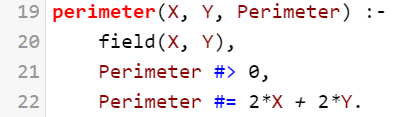 19 perimeter(X, Y, Perimeter) :-
20     field(X, Y),
21     Perimeter #> 0,
22     Perimeter #= 2*X + 2*Y.